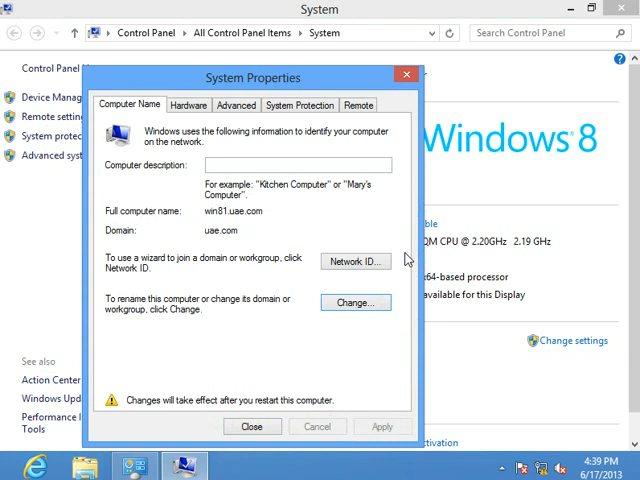 System
Control Panel
All Control Panel Items
System
Search Control Panel
Control Panel
System Properties
Device Manag
Remote setting
System protec
Advanced syst
Computer Name
Hardware
Advanced
System Protection
Remote
Windows uses the following information to identify your computer
on the network.
Computer description:
For example: "Kitchen Computer" or "Mary's
Computer".
Full computer name:
win81.uae.com
Domain:
uae.com
To use a wizard to join a domain or workgroup, click
Network ID.
Network ID...
To rename this computer or change its domain or
workgroup, click Change.
Change...
Changes will take effect after you restart this computer.
Close
Cancel
Apply
Windows 8
ble
QM CPU @ 2.20GHz 2.19 GHz
x64-based processor
available for this Display
Change settings
See also
Action Center
Windows Upd
Performance I
Tools
ctivation
4:39 PM
6/17/2013